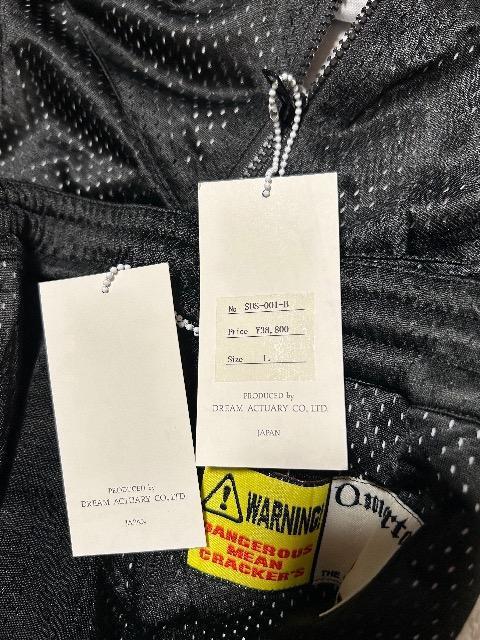 No SUS-001-B
Price ¥38,800
Size L.
PRODUCED by
DREAM ACTUARY CO., LTD.
JAPAN
PRODUCED by
DREAM ACTUARY CO., LTD.
JAPAN
WARNING!
DANGEROUS
MEAN
CRACKER'S
THE